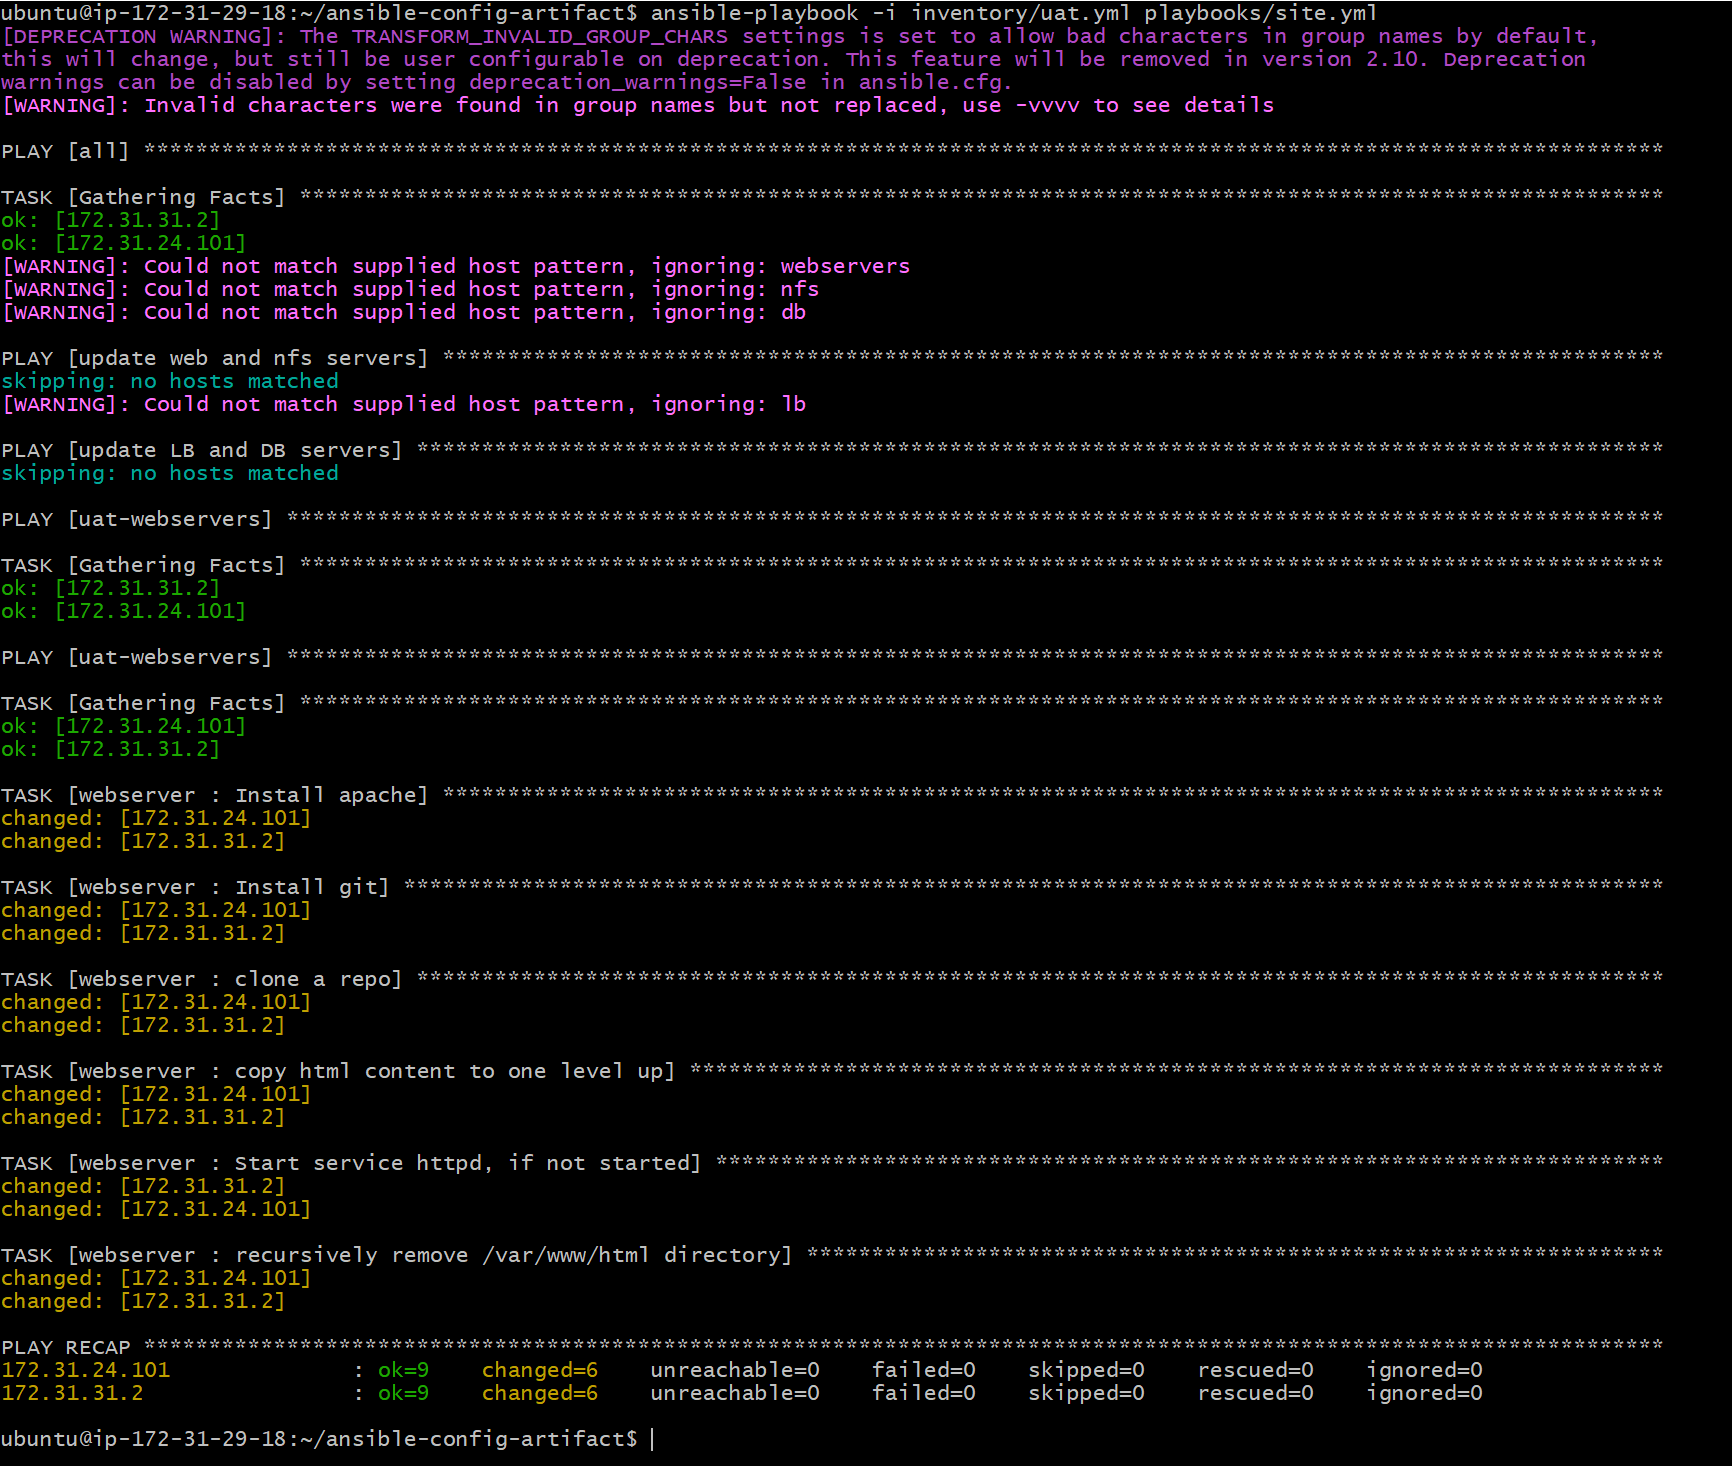 ubuntu@ip-172-31-29-18:~/ansible-config-artifact$ ansible-playbook -i inventory/uat.yml playbooks/site.yml
[DEPRECATION WARNING]: The TRANSFORM_INVALID_GROUP_CHARS settings is set to allow bad characters in group names by default,
this will change, but still be user configurable on deprecation. This feature will be removed in version 2.10. Deprecation
warnings can be disabled by setting deprecation_warnings=False in ansible.cfg.
[WARNING]: Invalid characters were found in group names but not replaced, use -vvvv to see details
PLAY [all] *********************************************************************************************************************
TASK [Gathering Facts] *********************************************************************************************************
ok: [172.31.31.2]
ok: [172.31.24.101]
[WARNING]: Could not match supplied host pattern, ignoring: webservers
[WARNING]: Could not match supplied host pattern, ignoring: nfs
[WARNING]: Could not match supplied host pattern, ignoring: db
PLAY [update web and nfs servers] **********************************************************************************************
skipping: no hosts matched
[WARNING]: Could not match supplied host pattern, ignoring: lb
PLAY [update LB and DB servers] ************************************************************************************************
skipping: no hosts matched
PLAY [uat-webservers] **********************************************************************************************************
TASK [Gathering Facts] *********************************************************************************************************
ok: [172.31.31.2]
ok: [172.31.24.101]
PLAY [uat-webservers] **********************************************************************************************************
TASK [Gathering Facts] *********************************************************************************************************
ok: [172.31.24.101]
ok: [172.31.31.2]
TASK [webserver : Install apache] **********************************************************************************************
changed: [172.31.24.101]
changed: [172.31.31.2]
TASK [webserver : Install git] *************************************************************************************************
changed: [172.31.24.101]
changed: [172.31.31.2]
TASK [webserver : clone a repo] ************************************************************************************************
changed: [172.31.24.101]
changed: [172.31.31.2]
TASK [webserver : copy html content to one level up] ***************************************************************************
changed: [172.31.24.101]
changed: [172.31.31.2]
TASK [webserver : Start service httpd, if not started] *************************************************************************
changed: [172.31.31.2]
changed: [172.31.24.101]
TASK [webserver : recursively remove /var/www/html directory] ******************************************************************
changed: [172.31.24.101]
changed: [172.31.31.2]
PLAY RECAP *********************************************************************************************************************
172.31.24.101              : ok=9    changed=6    unreachable=0    failed=0    skipped=0    rescued=0    ignored=0
172.31.31.2                : ok=9    changed=6    unreachable=0    failed=0    skipped=0    rescued=0    ignored=0
ubuntu@ip-172-31-29-18:~/ansible-config-artifact$